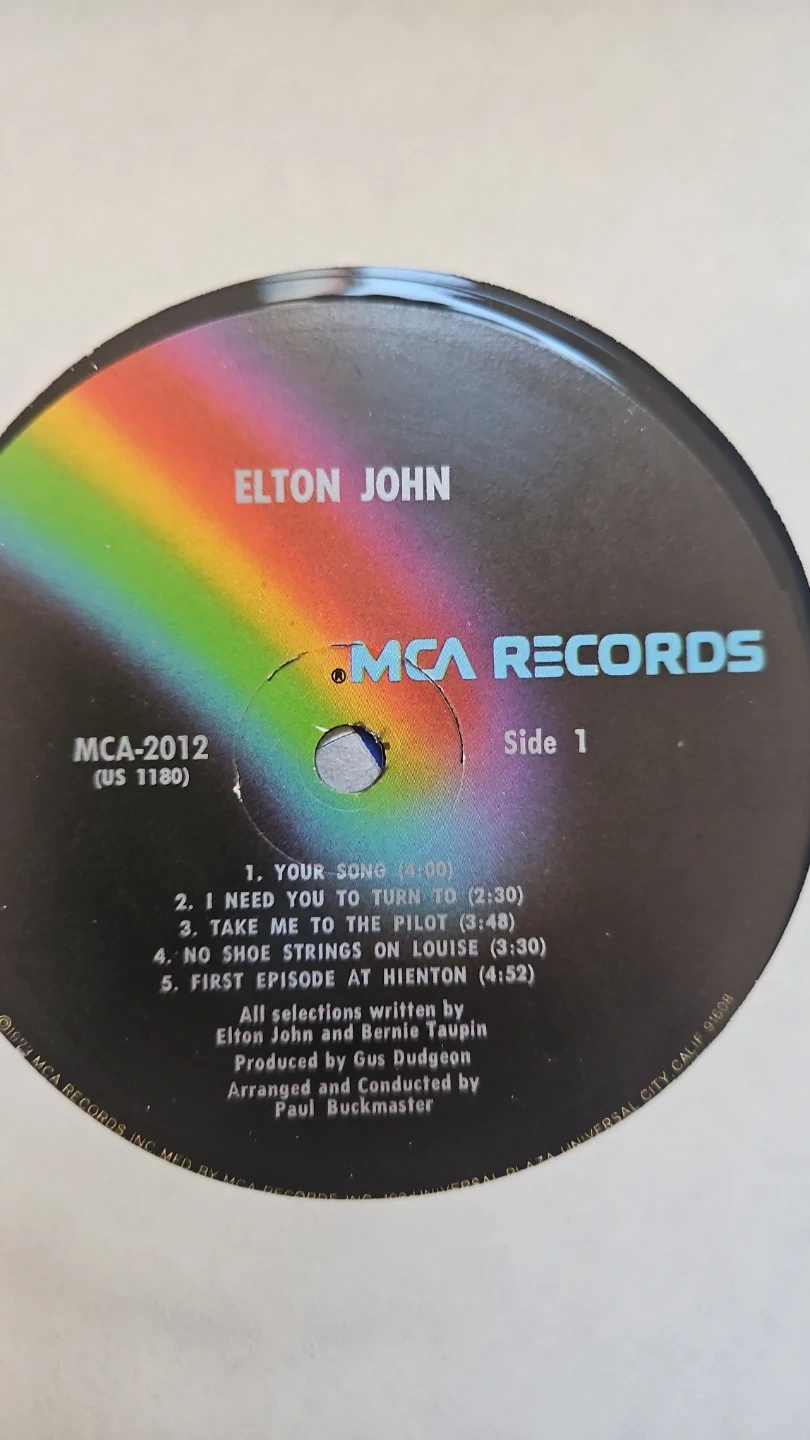 ELTON JOHN
®MCA RECORDS
MCA-2012
(US 1180)
Side 1
1. YOUR SONG (4:00)
2. I NEED YOU TO TURN TO (2:30)
3. TAKE ME TO THE PILOT (3:48)
4. NO SHOE STRINGS ON LOUISE (3:30)
5. FIRST EPISODE AT HIENTON (4:52)
All selections written by
Elton John and Bernie Taupin
Produced by Gus Dudgeon
Arranged and Conducted by
Paul Buckmaster
MCA RECORDS INC MFD BY MCA RECORDS INC UNIVERSAL PLAZA UNIVERSAL CITY CALIF 91608